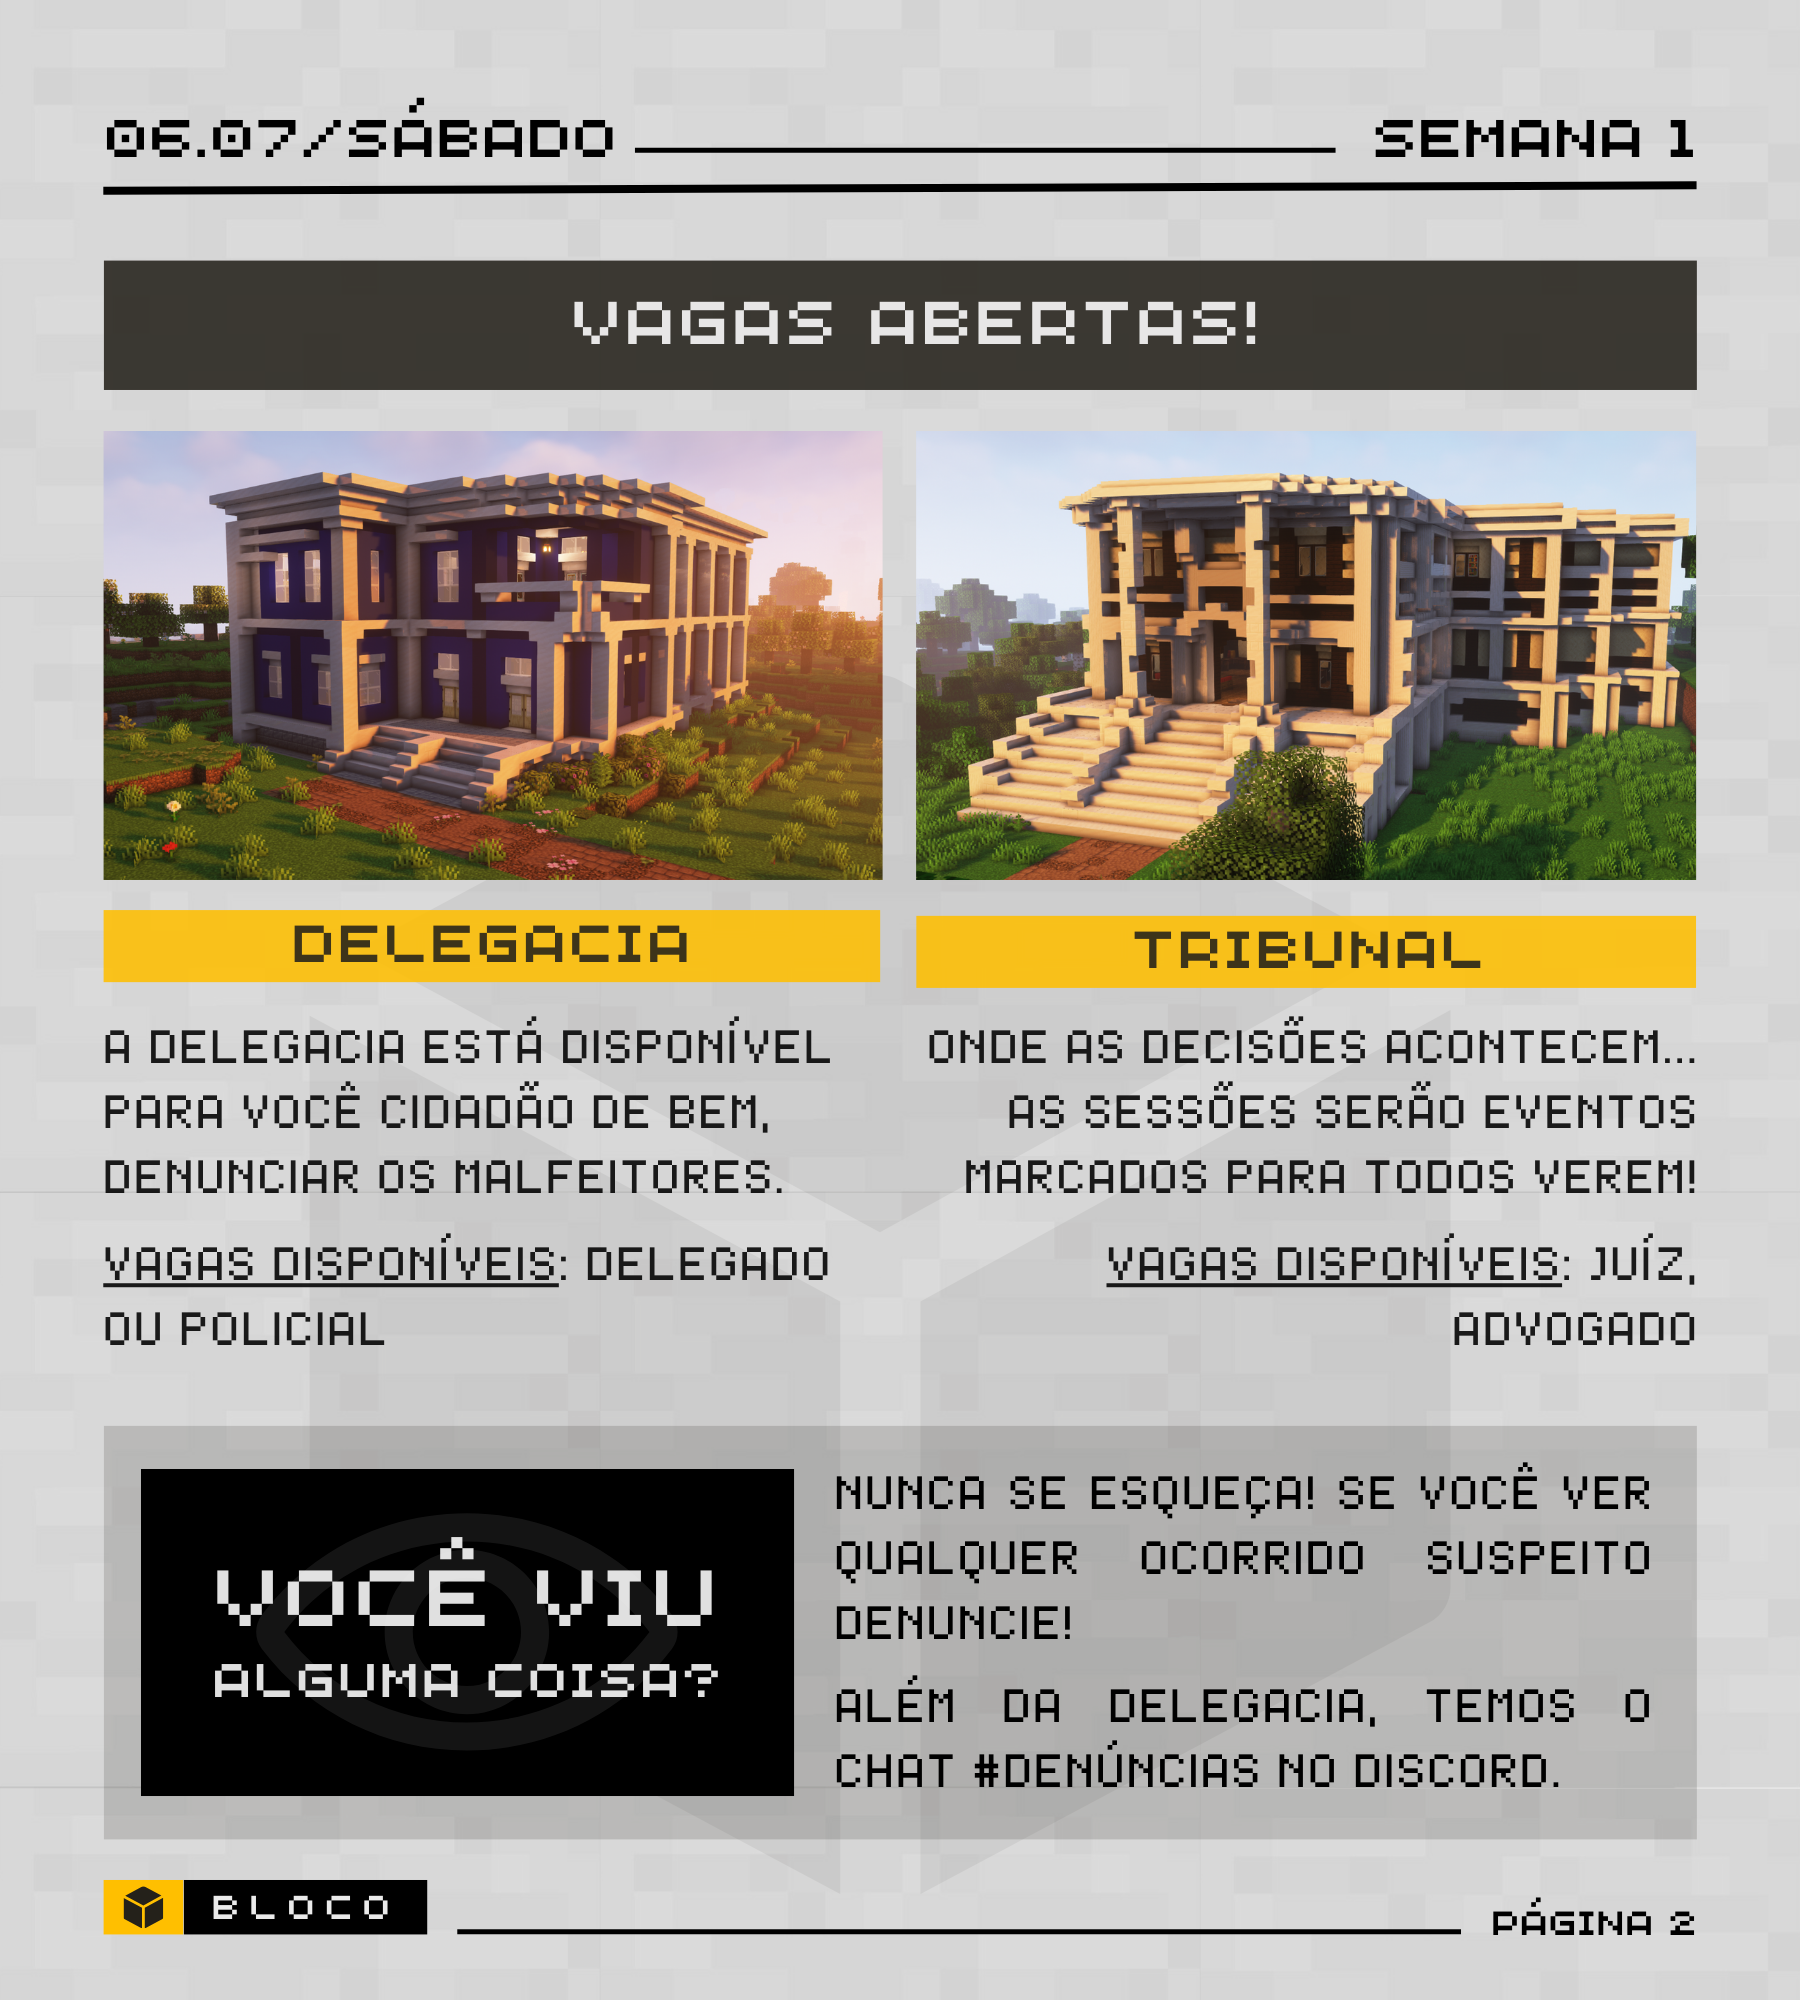 06.07/SÁBADO
SEMANA 1
VAGAS ABERTAS!
DELEGACIA
A DELEGACIA ESTÁ DISPONÍVEL
PARA VOCÊ CIDADÃO DE BEM,
DENUNCIAR OS MALFEITORES.
VAGAS DISPONÍVEIS: DELEGADO
OU POLICIAL
TRIBUNAL
ONDE AS DECISÕES ACONTECEM...
AS SESSÕES SERÃO EVENTOS
MARCADOS PARA TODOS VEREM!
VAGAS DISPONÍVEIS: JUÍZ,
ADVOGADO
VOCÊ VIU
ALGUMA COISA?
NUNCA SE ESQUEÇA! SE VOCÊ VER
QUALQUER OCORRIDO SUSPEITO
DENUNCIE!
ALÉM DA DELEGACIA, TEMOS O
CHAT #DENÚNCIAS NO DISCORD.
BLOCO
PÁGINA 2